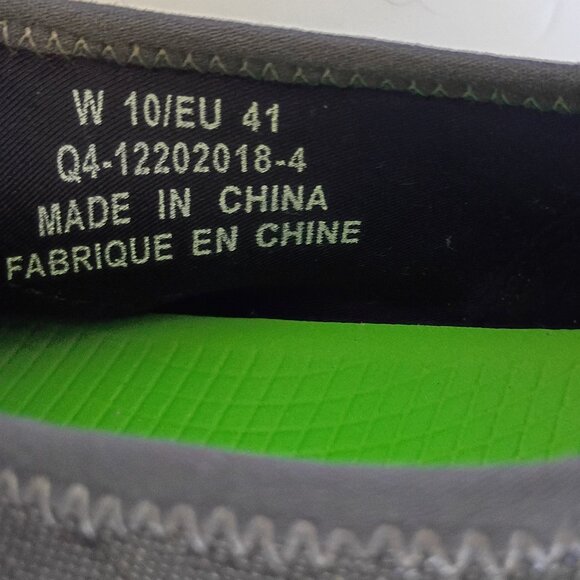 W 10/EU 41
Q4-12202018-4
MADE IN CHINA
FABRIQUE EN CHINE